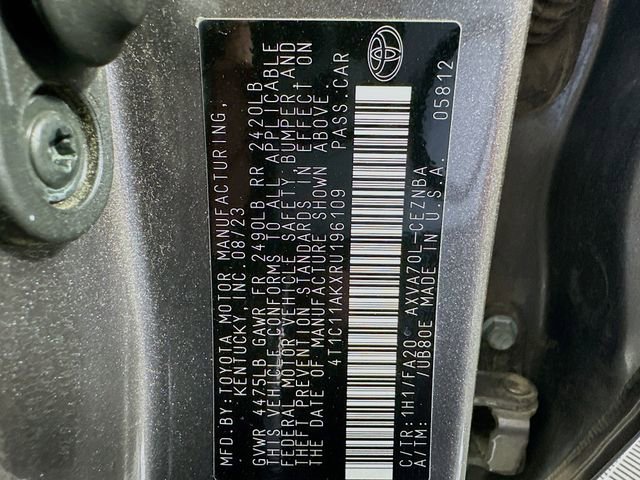 MFD. BY: TOYOTA MOTOR MANUFACTURING,
KENTUCKY, INC. 08/23
GVWR 4475LB GAWR FR 2490LB RR 2420LB
THIS VEHICLE CONFORMS TO ALL APPLICABLE
FEDERAL MOTOR VEHICLE SAFETY, BUMPER, AND
THEFT PREVENTION STANDARDS IN EFFECT ON
THE DATE OF MANUFACTURE SHOWN ABOVE.
4T1C11AKXRU196109 PASS. CAR
C/TR: 1H1/FA20 AXVA70L-CEZNBA
A/TM: /UB80E MADE IN U.S.A. 05812